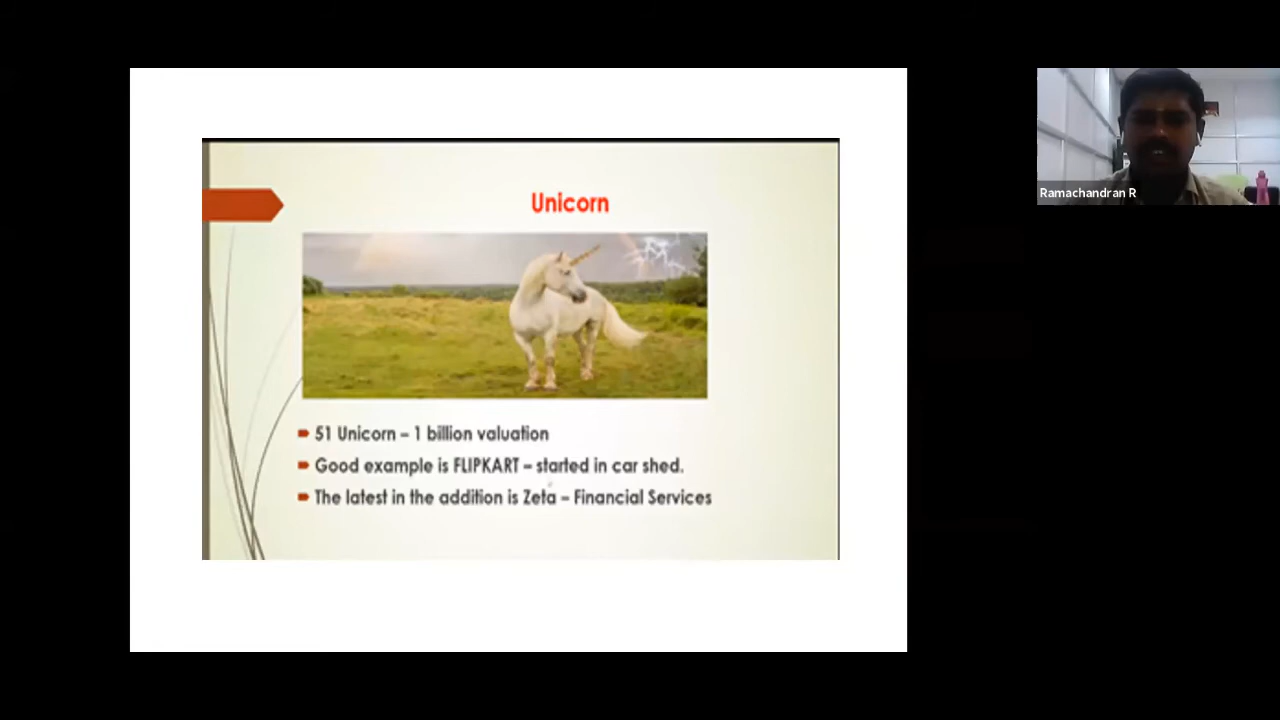 Unicorn
51 Unicorn – 1 billion valuation
Good example is FLIPKART – started in car shed.
The latest in the addition is Zeta – Financial Services
Ramachandran R